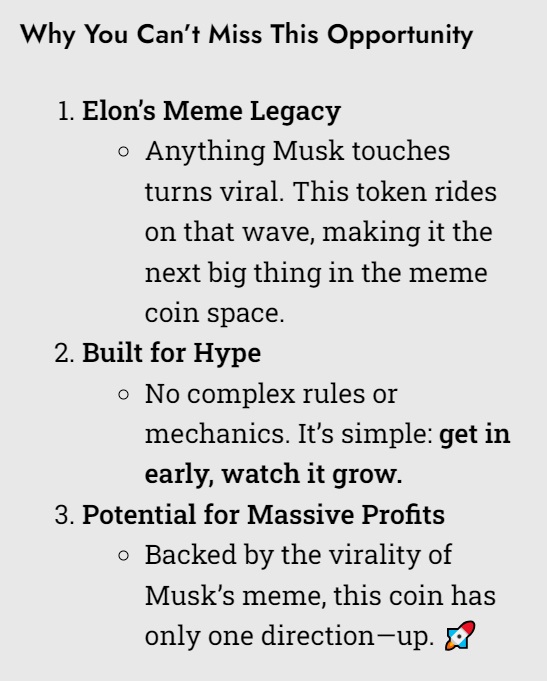 Why You Can’t Miss This Opportunity
1. Elon’s Meme Legacy
◦ Anything Musk touches
turns viral. This token rides
on that wave, making it the
next big thing in the meme
coin space.
2. Built for Hype
◦ No complex rules or
mechanics. It’s simple: get in
early, watch it grow.
3. Potential for Massive Profits
◦ Backed by the virality of
Musk’s meme, this coin has
only one direction—up. 🚀